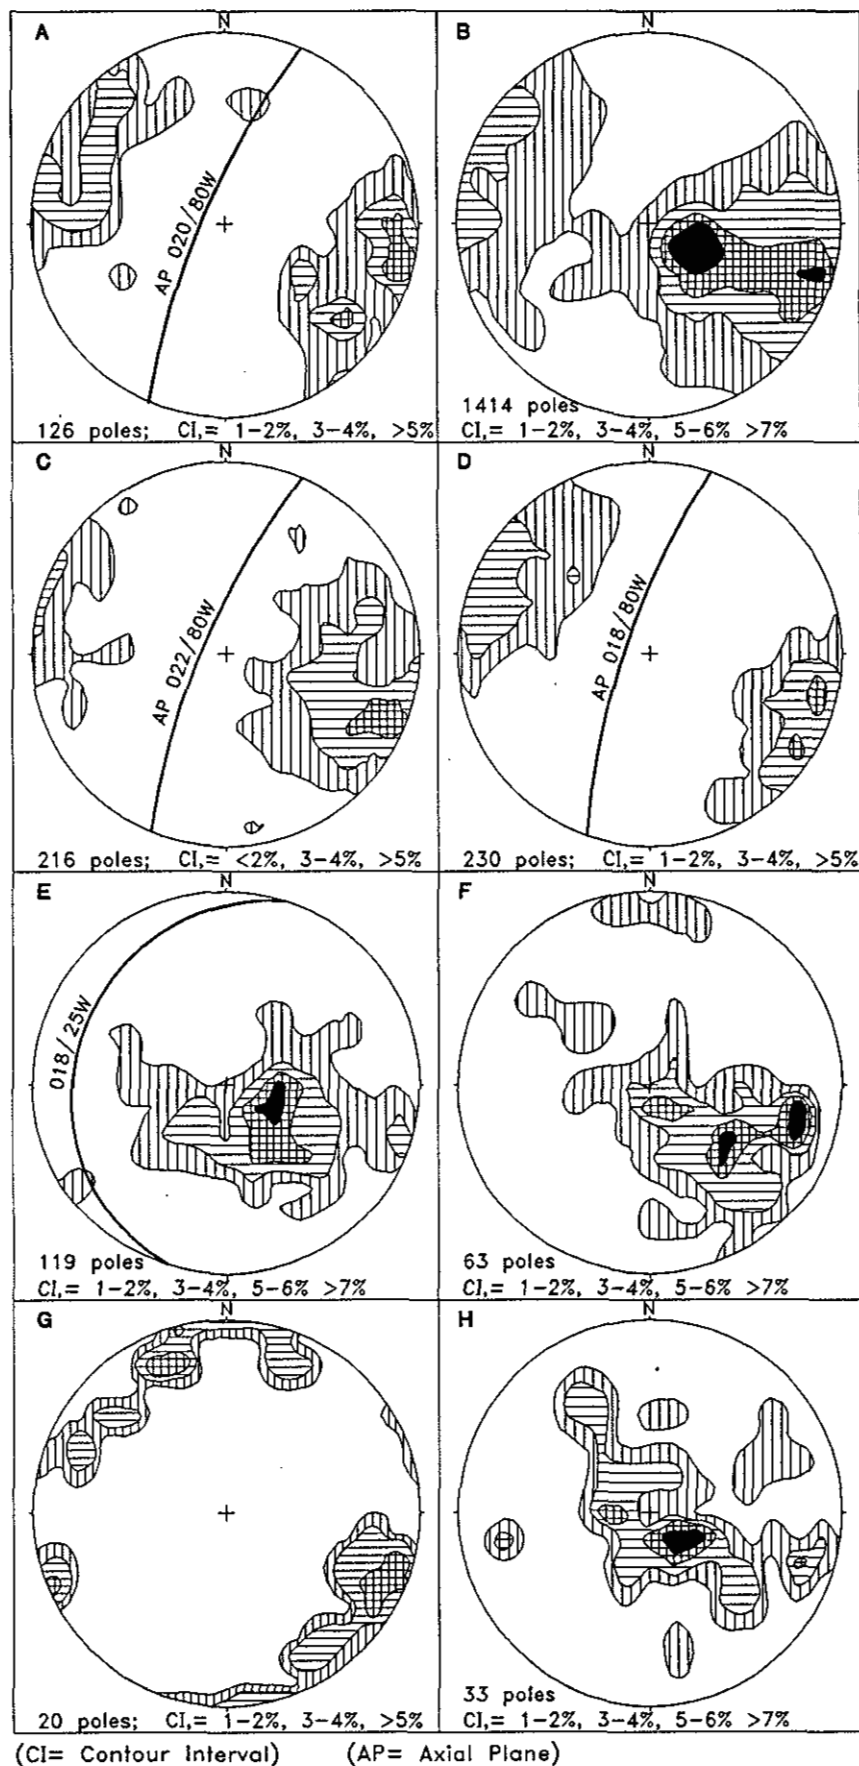 A
N
AP 020/80W
126 poles; CI,= 1-2%, 3-4%, >5%
B
N
1414 poles
CI,= 1-2%, 3-4%, 5-6% >7%
C
N
AP 022/80W
216 poles; CI,= <2%, 3-4%, >5%
D
N
AP 018/80W
230 poles; CI,= 1-2%, 3-4%, >5%
E
N
018/25W
119 poles
CI,= 1-2%, 3-4%, 5-6% >7%
F
N
63 poles
CI,= 1-2%, 3-4%, 5-6% >7%
G
N
20 poles; CI,= 1-2%, 3-4%, >5%
H
N
33 poles
CI,= 1-2%, 3-4%, 5-6% >7%
(CI= Contour Interval) (AP= Axial Plane)